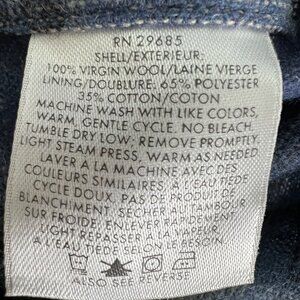 RN 29685
SHELL/EXTERIEUR:
100% VIRGIN WOOL/LAINE VIERGE
LINING/DOUBLURE: 65% POLYESTER
35% COTTON/COTON
MACHINE WASH WITH LIKE COLORS,
WARM, GENTLE CYCLE. NO BLEACH.
TUMBLE DRY LOW; REMOVE PROMPTLY.
LIGHT STEAM PRESS, WARM AS NEEDED
LAVER A LA MACHINE AVEC DES
COULEURS SIMILAIRES, A L'EAU TIEDE,
CYCLE DOUX. PAS DE PRODUIT DE
BLANCHIMENT. SECHER AU TAMBOUR
SUR FROIDE, ENLEVER RAPIDEMENT.
LIGHT REPASSER A LA VAPEUR,
A L'EAU TIEDE SELON LE BESOIN.
ALSO SEE REVERSE